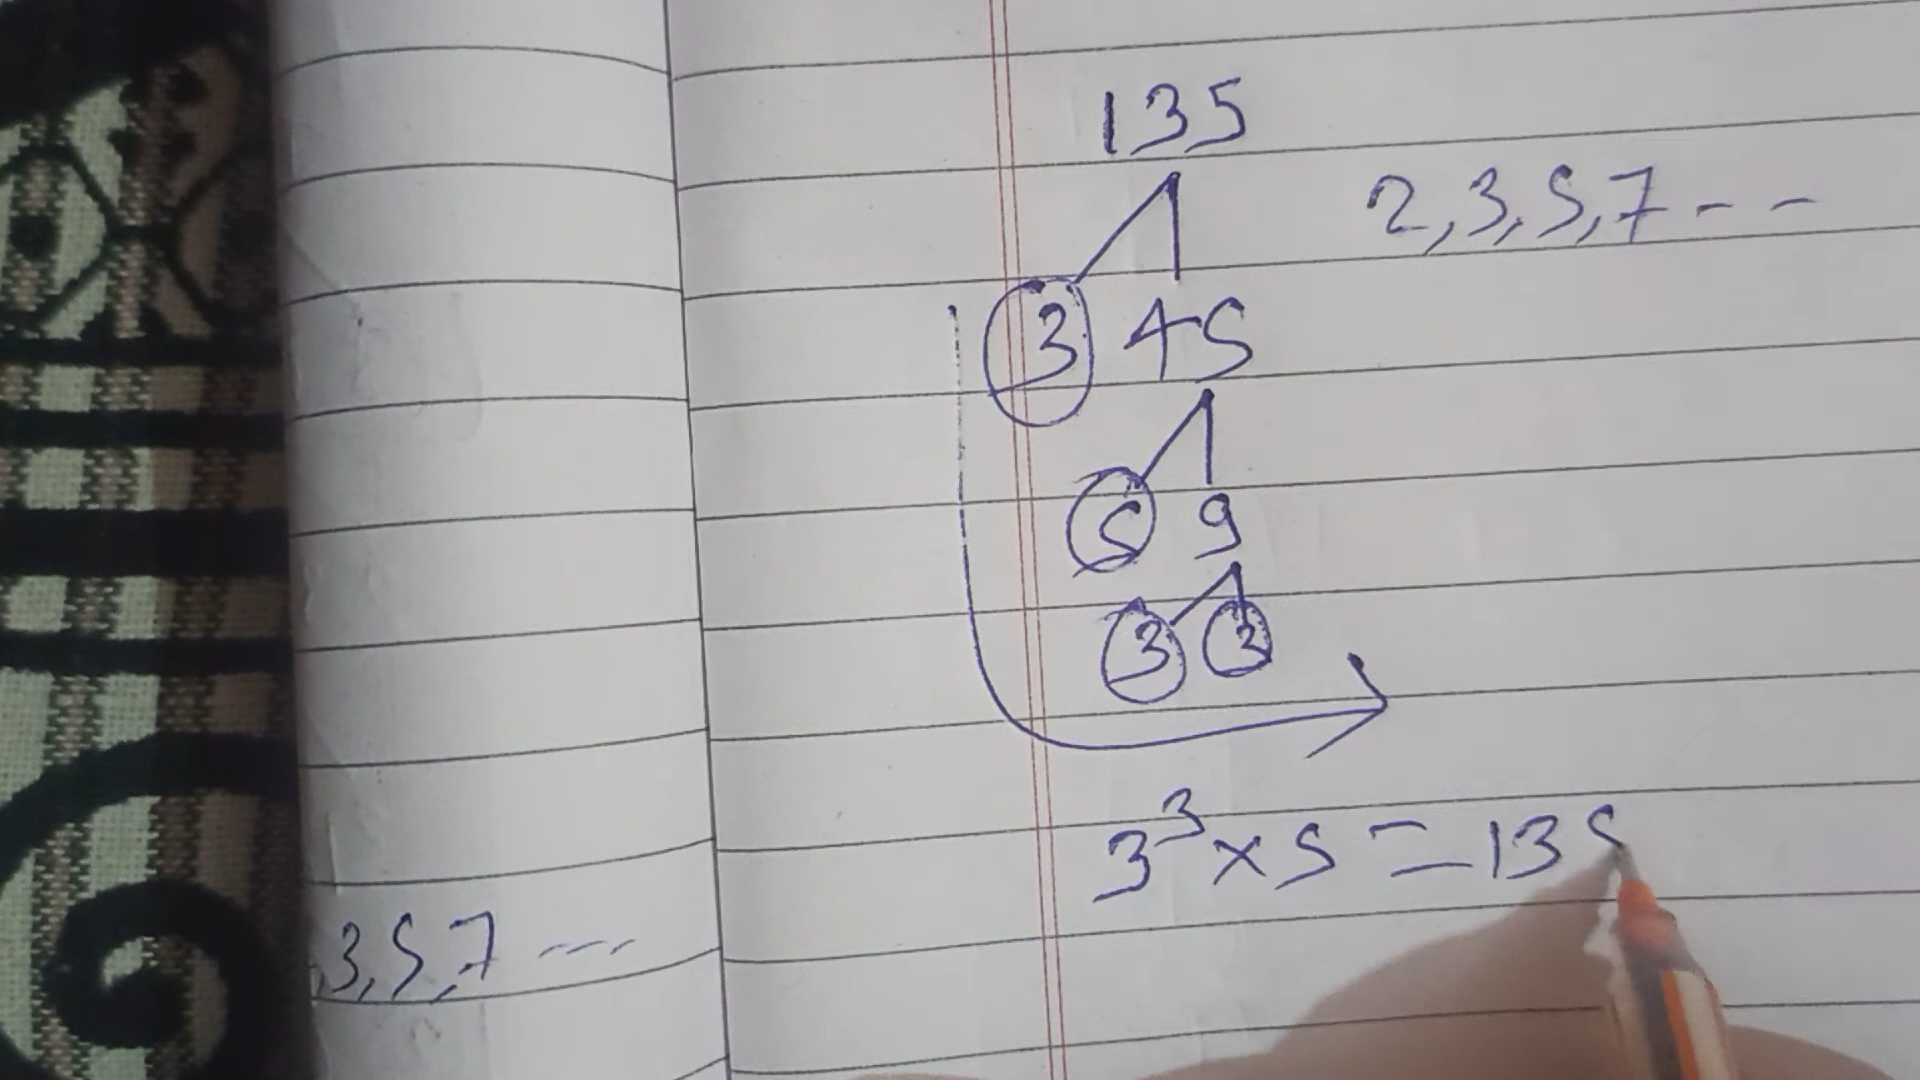 135
2,3,5,7 - -
3 45
5 9
3 3
3³ x 5 = 135
,3,5,7 ---